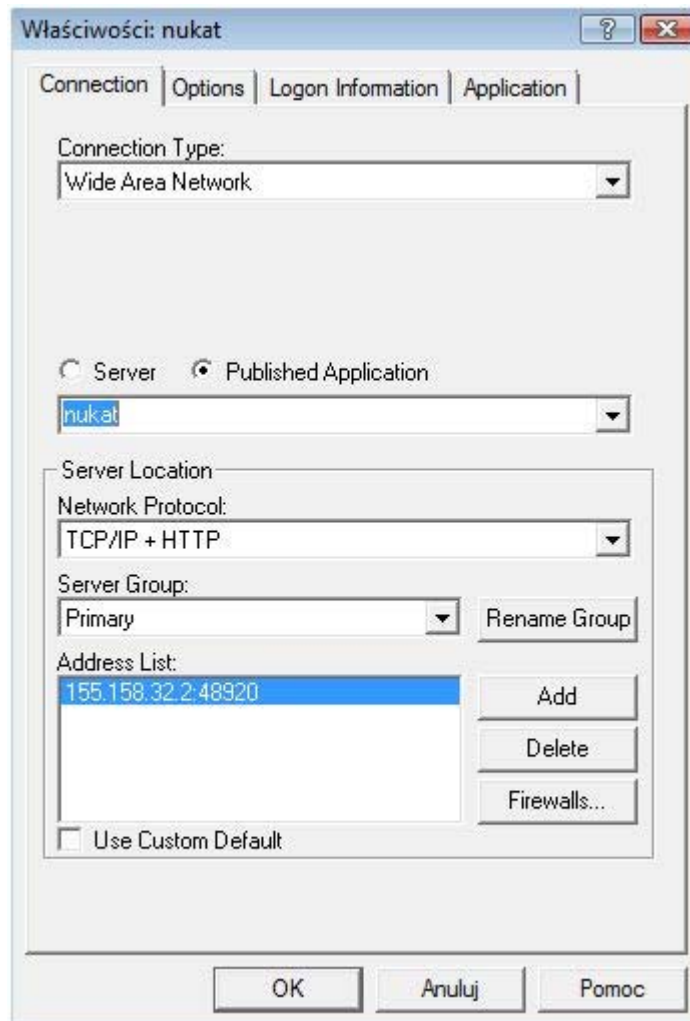 Właściwości: nukat
Connection Options Logon Information Application
Connection Type:
Wide Area Network
Server Published Application
nukat
Server Location
Network Protocol:
TCP/IP + HTTP
Server Group:
Primary Rename Group
Address List:
155.158.32.2:48920
Add
Delete
Firewalls...
Use Custom Default
OK Anuluj Pomoc